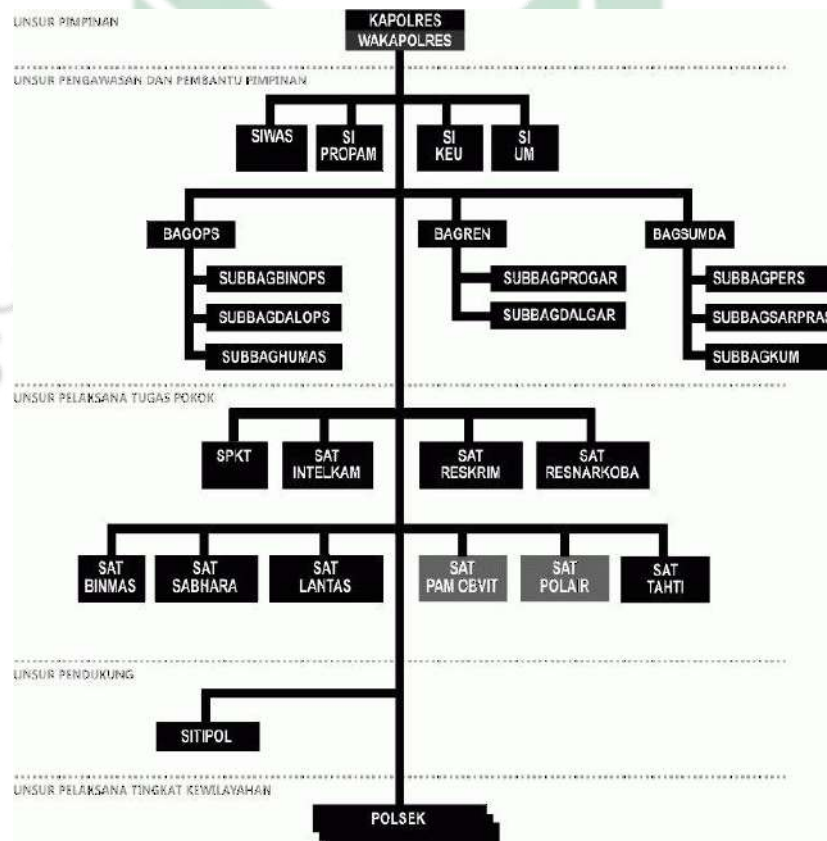 UNSUR PIMPINAN
KAPOLRES
WAKAPOLRES
UNSUR PENGAWASAN DAN PEMBANTU PIMPINAN
SIWAS
SI
PROPAM
SI
KEU
SI
UM
BAGOPS
BAGREN
BAGSUMDA
SUBBAGBINOPS
SUBBAGPROGAR
SUBBAGPERS
SUBBAGDALOPS
SUBBAGDALGAR
SUBBAGSARPRAS
SUBBAGHUMAS
SUBBAGKUM
UNSUR PELAKSANA TUGAS POKOK
SPKT
SAT
INTELKAM
SAT
RESKRIM
SAT
RESNARKOBA
SAT
BINMAS
SAT
SABHARA
SAT
LANTAS
SAT
PAM OBVIT
SAT
POLAIR
SAT
TAHTI
UNSUR PENDUKUNG
SITIPOL
UNSUR PELAKSANA TINGKAT KEWILAYAHAN
POLSEK